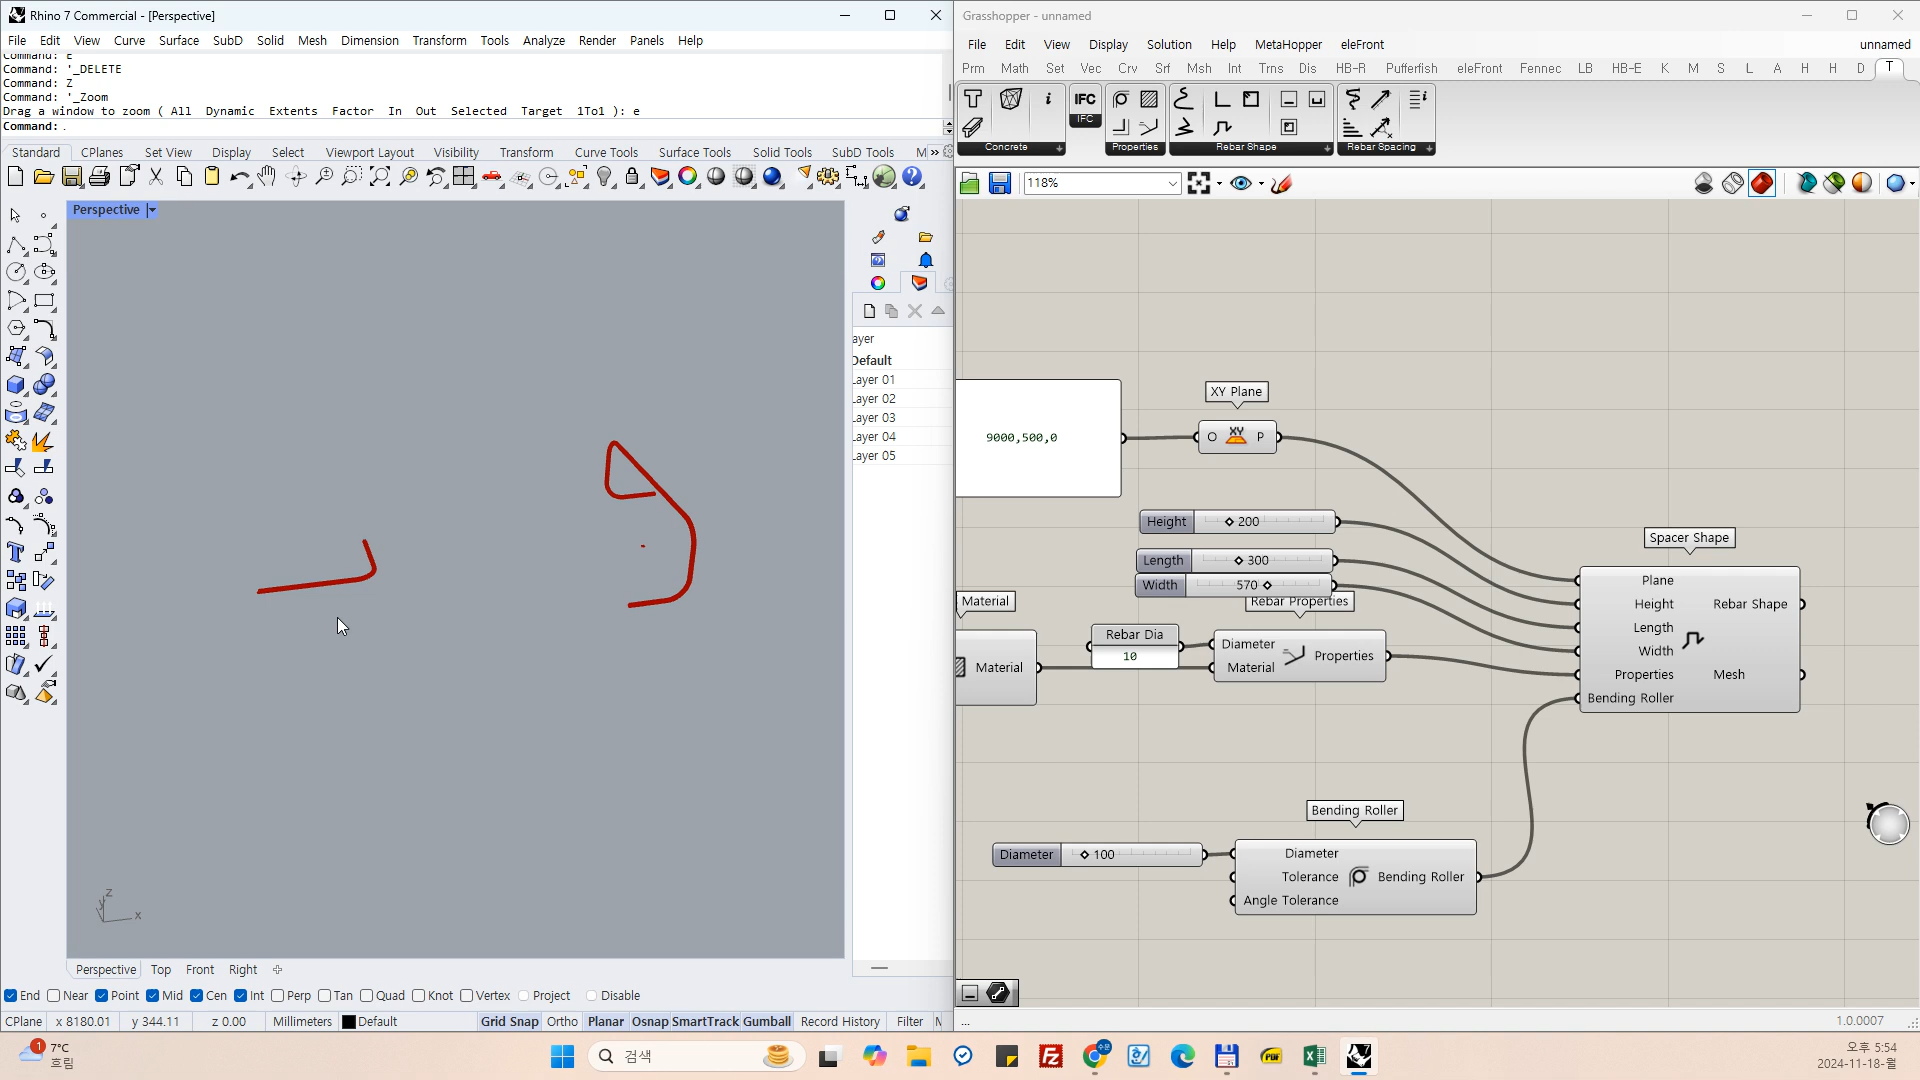 Rhino 7 Commercial - [Perspective]
File Edit View Curve Surface SubD Solid Mesh Dimension Transform Tools Analyze Render Panels Help
Command: E
Command: '_DELETE
Command: Z
Command: '_Zoom
Drag a window to zoom ( All Dynamic Extents Factor In Out Selected Target 1To1 ): e
Command:
Standard CPlanes Set View Display Select Viewport Layout Visibility Transform Curve Tools Surface Tools Solid Tools SubD Tools M »
Perspective
ayer
Default
Layer 01
Layer 02
Layer 03
Layer 04
Layer 05
z
y
x
Perspective Top Front Right
End Near Point Mid Cen Int Perp Tan Quad Knot Vertex Project Disable
CPlane x 8180.01 y 344.11 z 0.00 Millimeters Default Grid Snap Ortho Planar Osnap SmartTrack Gumball Record History Filter
Grasshopper - unnamed
File Edit View Display Solution Help MetaHopper eleFront unnamed
Prm Math Set Vec Crv Srf Msh Int Trns Dis HB-R Pufferfish eleFront Fennec LB HB-E K M S L A H H D T
IFC
IFC
Concrete Properties Rebar Shape Rebar Spacing
118%
9000,500,0
XY Plane
O XY P
Height 200
Length 300
Width 570
Material
Material
Rebar Dia
10
Rebar Properties
Diameter
Material
Properties
Spacer Shape
Plane
Height
Length
Width
Properties
Bending Roller
Rebar Shape
Mesh
Bending Roller
Diameter 100
Diameter
Tolerance
Angle Tolerance
Bending Roller
...
1.0.0007
1
7°C
흐림
검색
수문
PDF
오후 5:54
2024-11-18-월